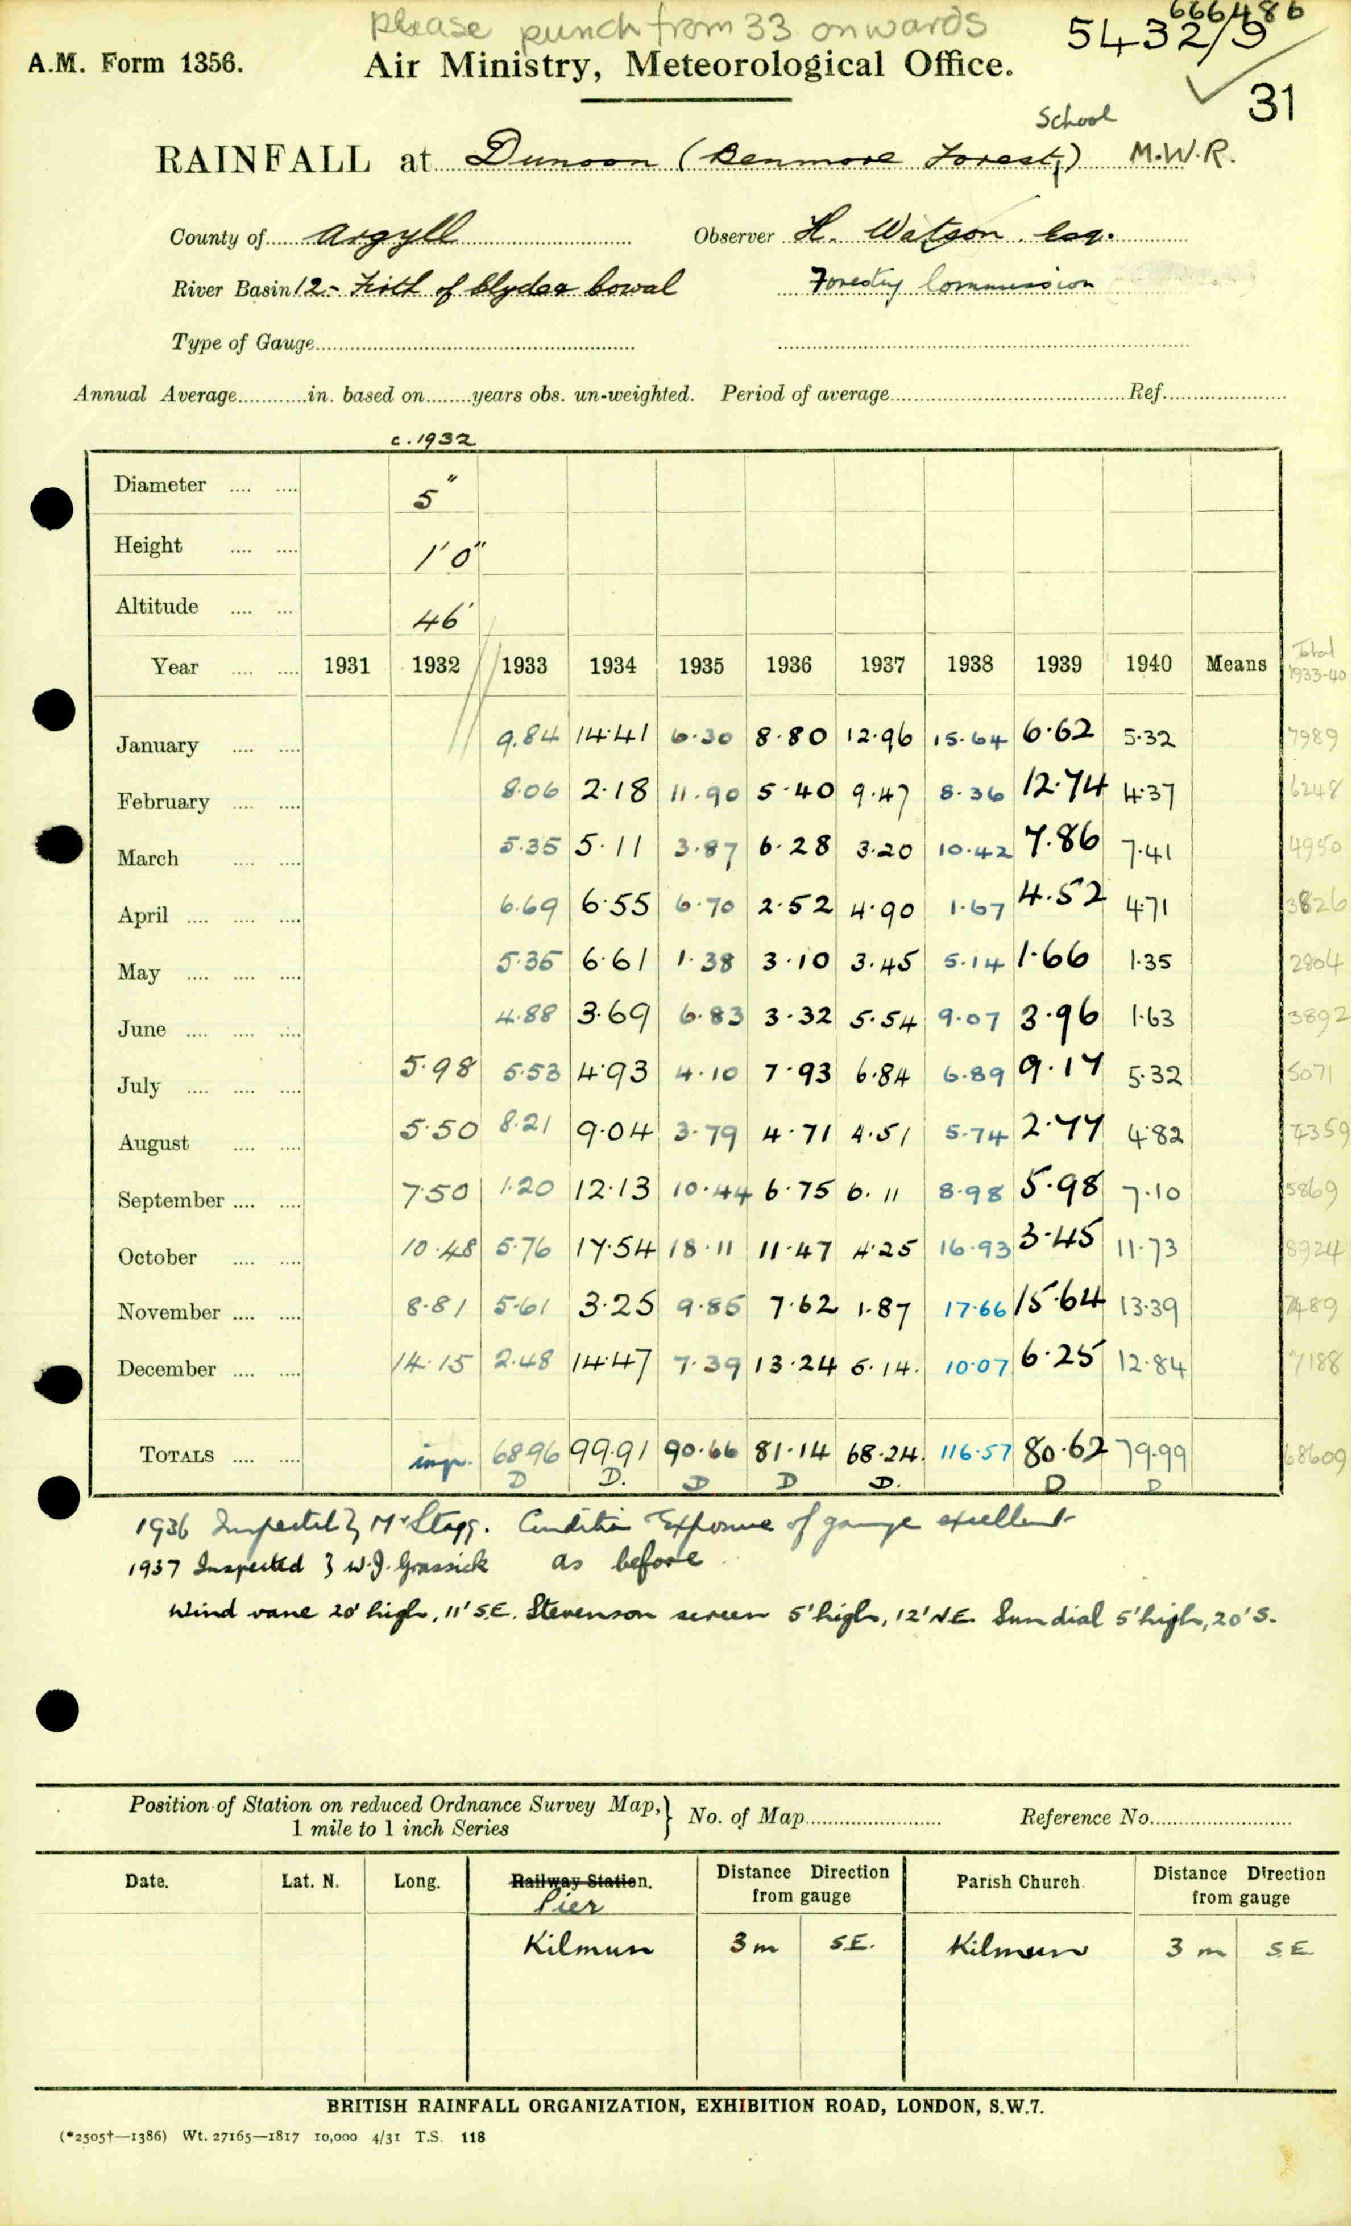 666486
please punch from 33 onwards 5432/9
A.M. Form 1356. Air Ministry, Meteorological Office.
31
School
RAINFALL at Dunoon (Benmore Forest) M.W.R.
County of Argyll Observer H. Watson Esq.
River Basin 12 - Firth of Clyde Cowal Forestry Commission
Type of Gauge
Annual Average in. based on years obs. un-weighted. Period of average Ref.
c. 1932
Diameter 5"
Height 1'0"
Altitude 46'
Year 1931 1932 1933 1934 1935 1936 1937 1938 1939 1940 Means Total 1933-40
January 9.84 14.41 6.30 8.80 12.96 15.64 6.62 5.32 7989
February 8.06 2.18 11.90 5.40 9.47 8.36 12.74 4.37 6248
March 5.35 5.11 3.87 6.28 3.20 10.42 7.86 7.41 4950
April 6.69 6.55 6.70 2.52 4.90 1.67 4.52 4.71 3826
May 5.35 6.61 1.38 3.10 3.45 5.14 1.66 1.35 2804
June 4.88 3.69 6.83 3.32 5.54 9.07 3.96 1.63 3892
July 5.98 5.53 4.93 4.10 7.93 6.84 6.89 9.17 5.32 5071
August 5.50 8.21 9.04 3.79 4.71 4.51 5.74 2.77 4.82 4359
September 7.50 1.20 12.13 10.44 6.75 6.11 8.98 5.98 7.10 5869
October 10.48 5.76 17.54 18.11 11.47 4.25 16.93 3.45 11.73 8924
November 8.81 5.61 3.25 9.85 7.62 1.87 17.66 15.64 13.39 7489
December 14.15 2.48 14.47 7.39 13.24 5.14 10.07 6.25 12.84 7188
TOTALS imp. 68.96 99.91 90.66 81.14 68.24 116.57 80.62 79.99 68609
D D. D D D. D D
1936 Inspected by Mr Stagg. Condition Exposure of gauge excellent
1937 Inspected by W.J. Grassick as before
Wind vane 20' high, 11' S.E. Stevenson screen 5' high, 12' N.E. Sun dial 5' high, 20' S.
Position of Station on reduced Ordnance Survey Map, } No. of Map Reference No.
1 mile to 1 inch Series
Date. Lat. N. Long. Railway Station. Distance Direction from gauge Parish Church. Distance Direction from gauge
Pier
Kilmun 3 m S.E. Kilmun 3 m S.E.
BRITISH RAINFALL ORGANIZATION, EXHIBITION ROAD, LONDON, S.W.7.
(*2505†—1386) Wt. 27165—1817 10,000 4/31 T.S. 118